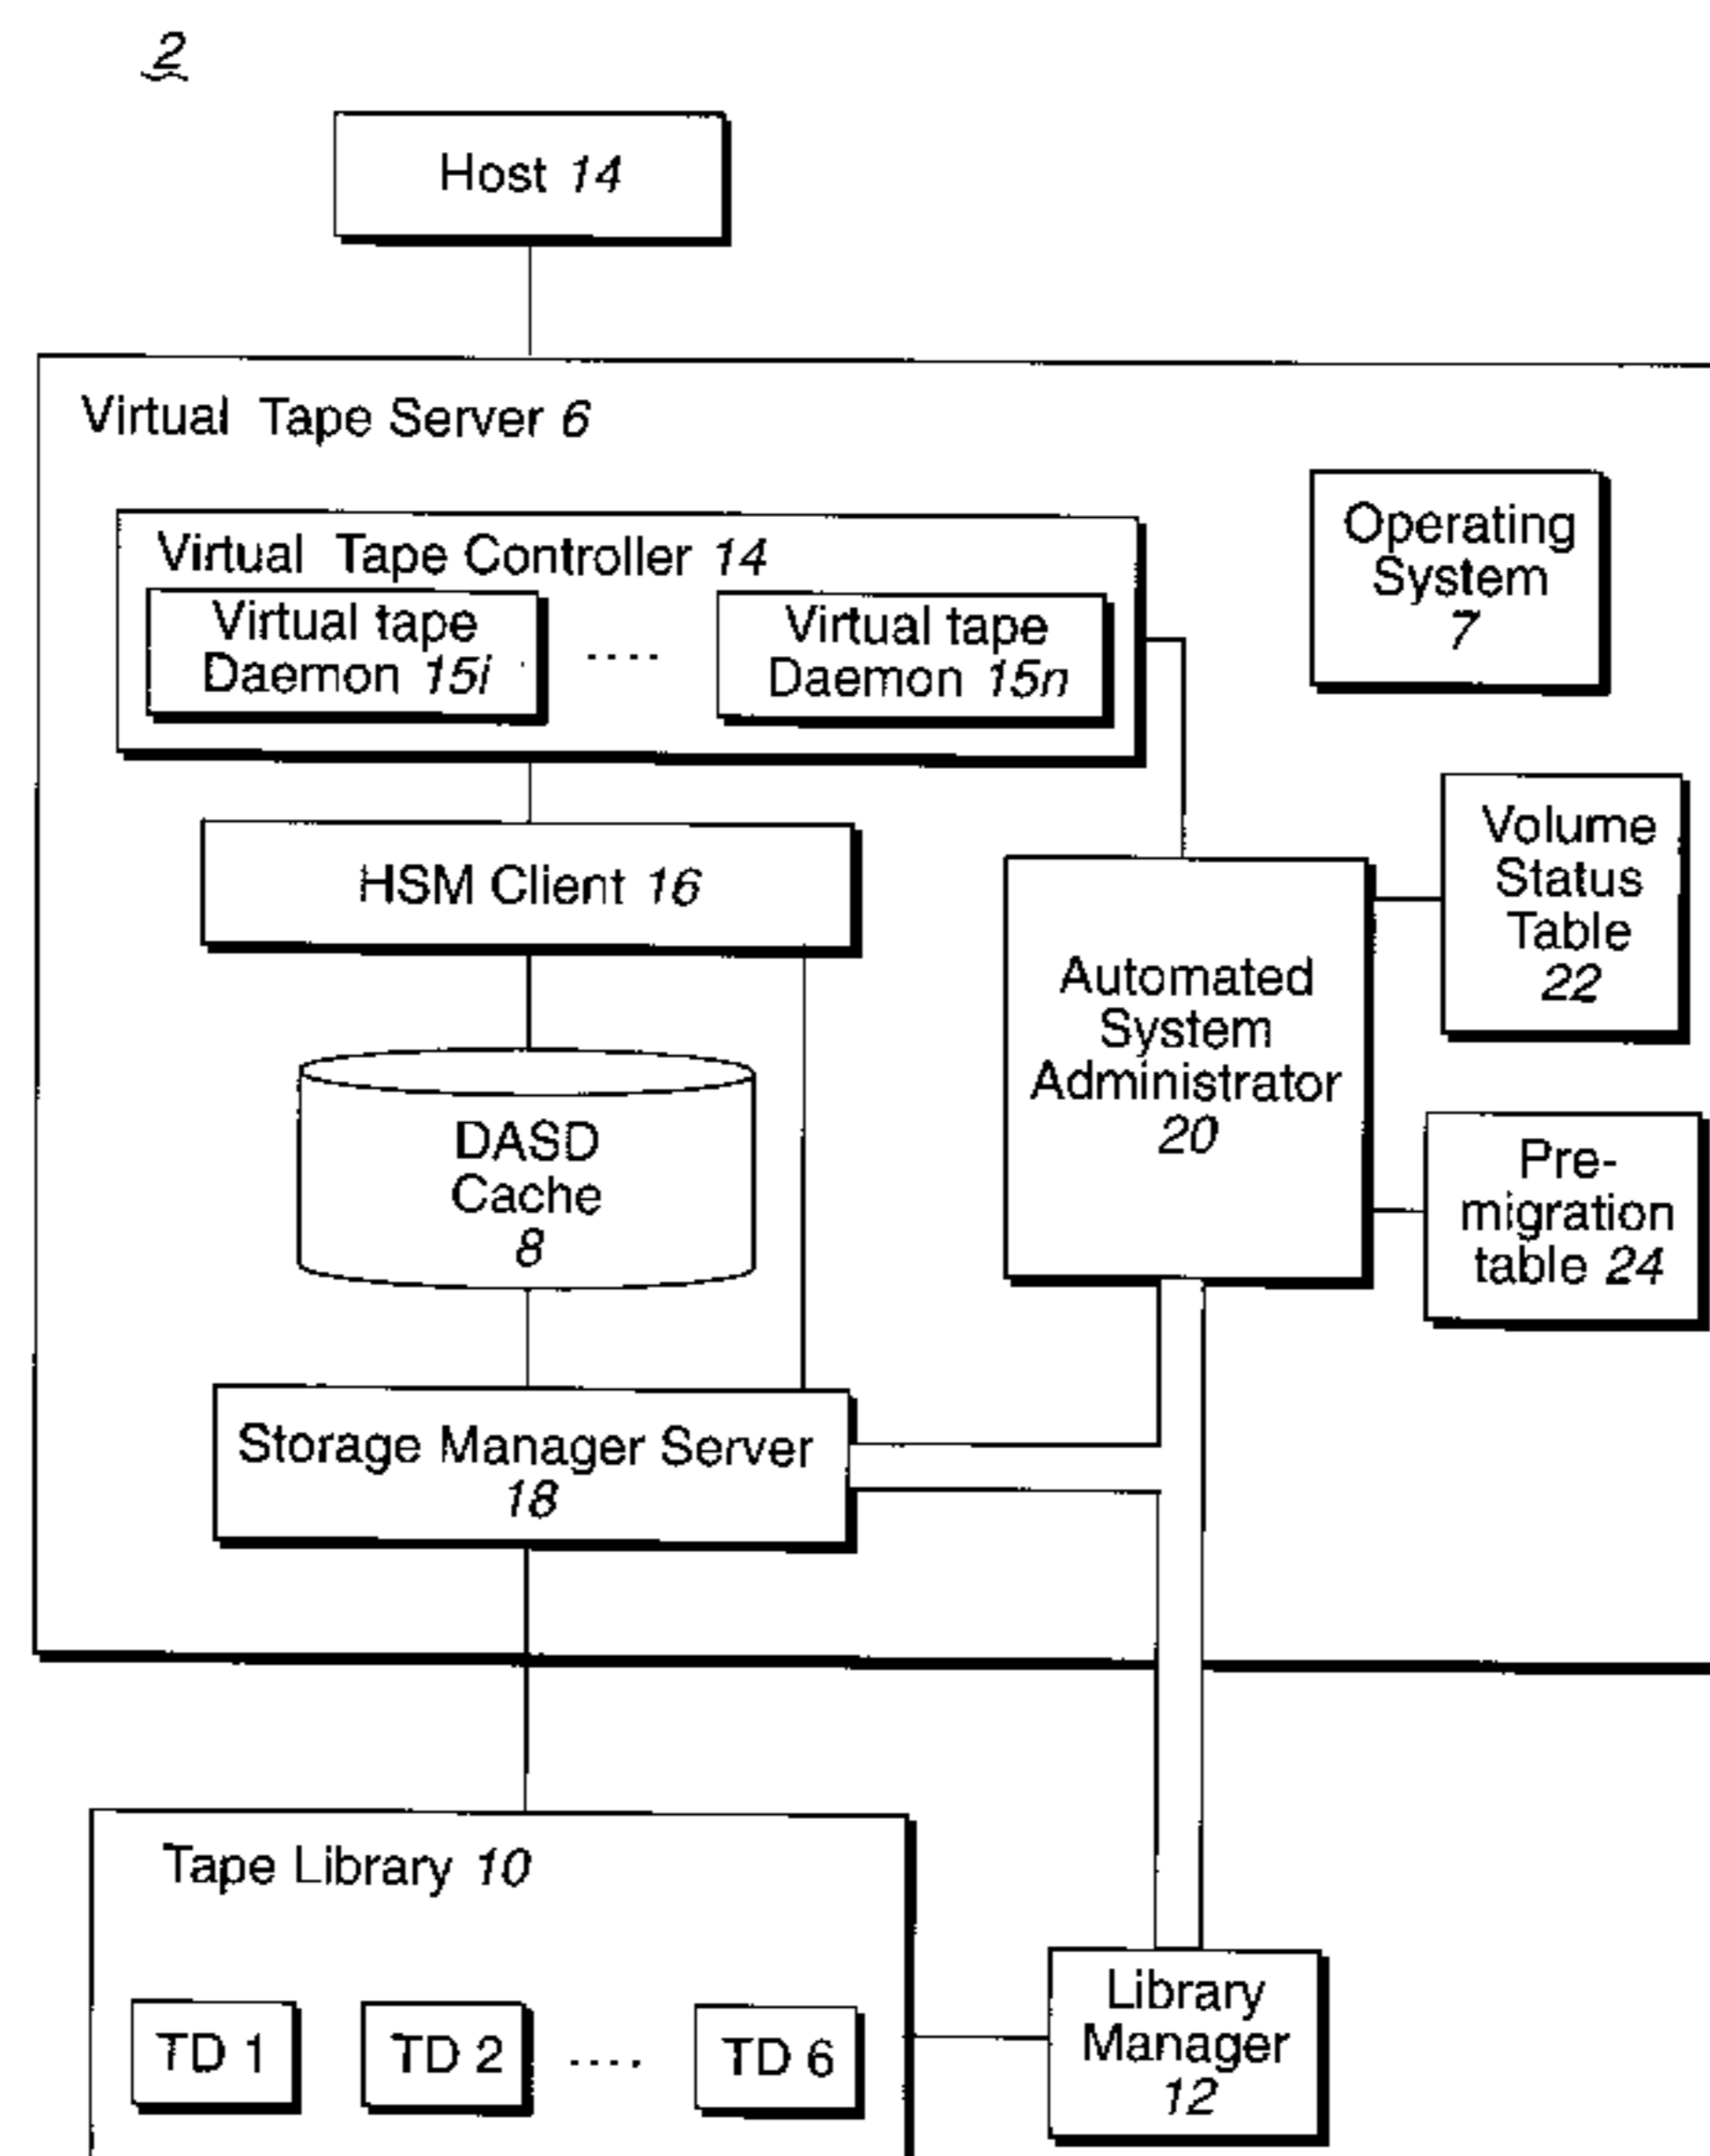 2
Host 14
Virtual Tape Server 6
Virtual Tape Controller 14
Virtual tape
Daemon 15i
....
Virtual tape
Daemon 15n
Operating
System
7
HSM Client 16
Volume
Status
Table
22
Automated
System
Administrator
20
DASD
Cache
8
Pre-
migration
table 24
Storage Manager Server
18
Tape Library 10
TD 1
TD 2
....
TD 6
Library
Manager
12